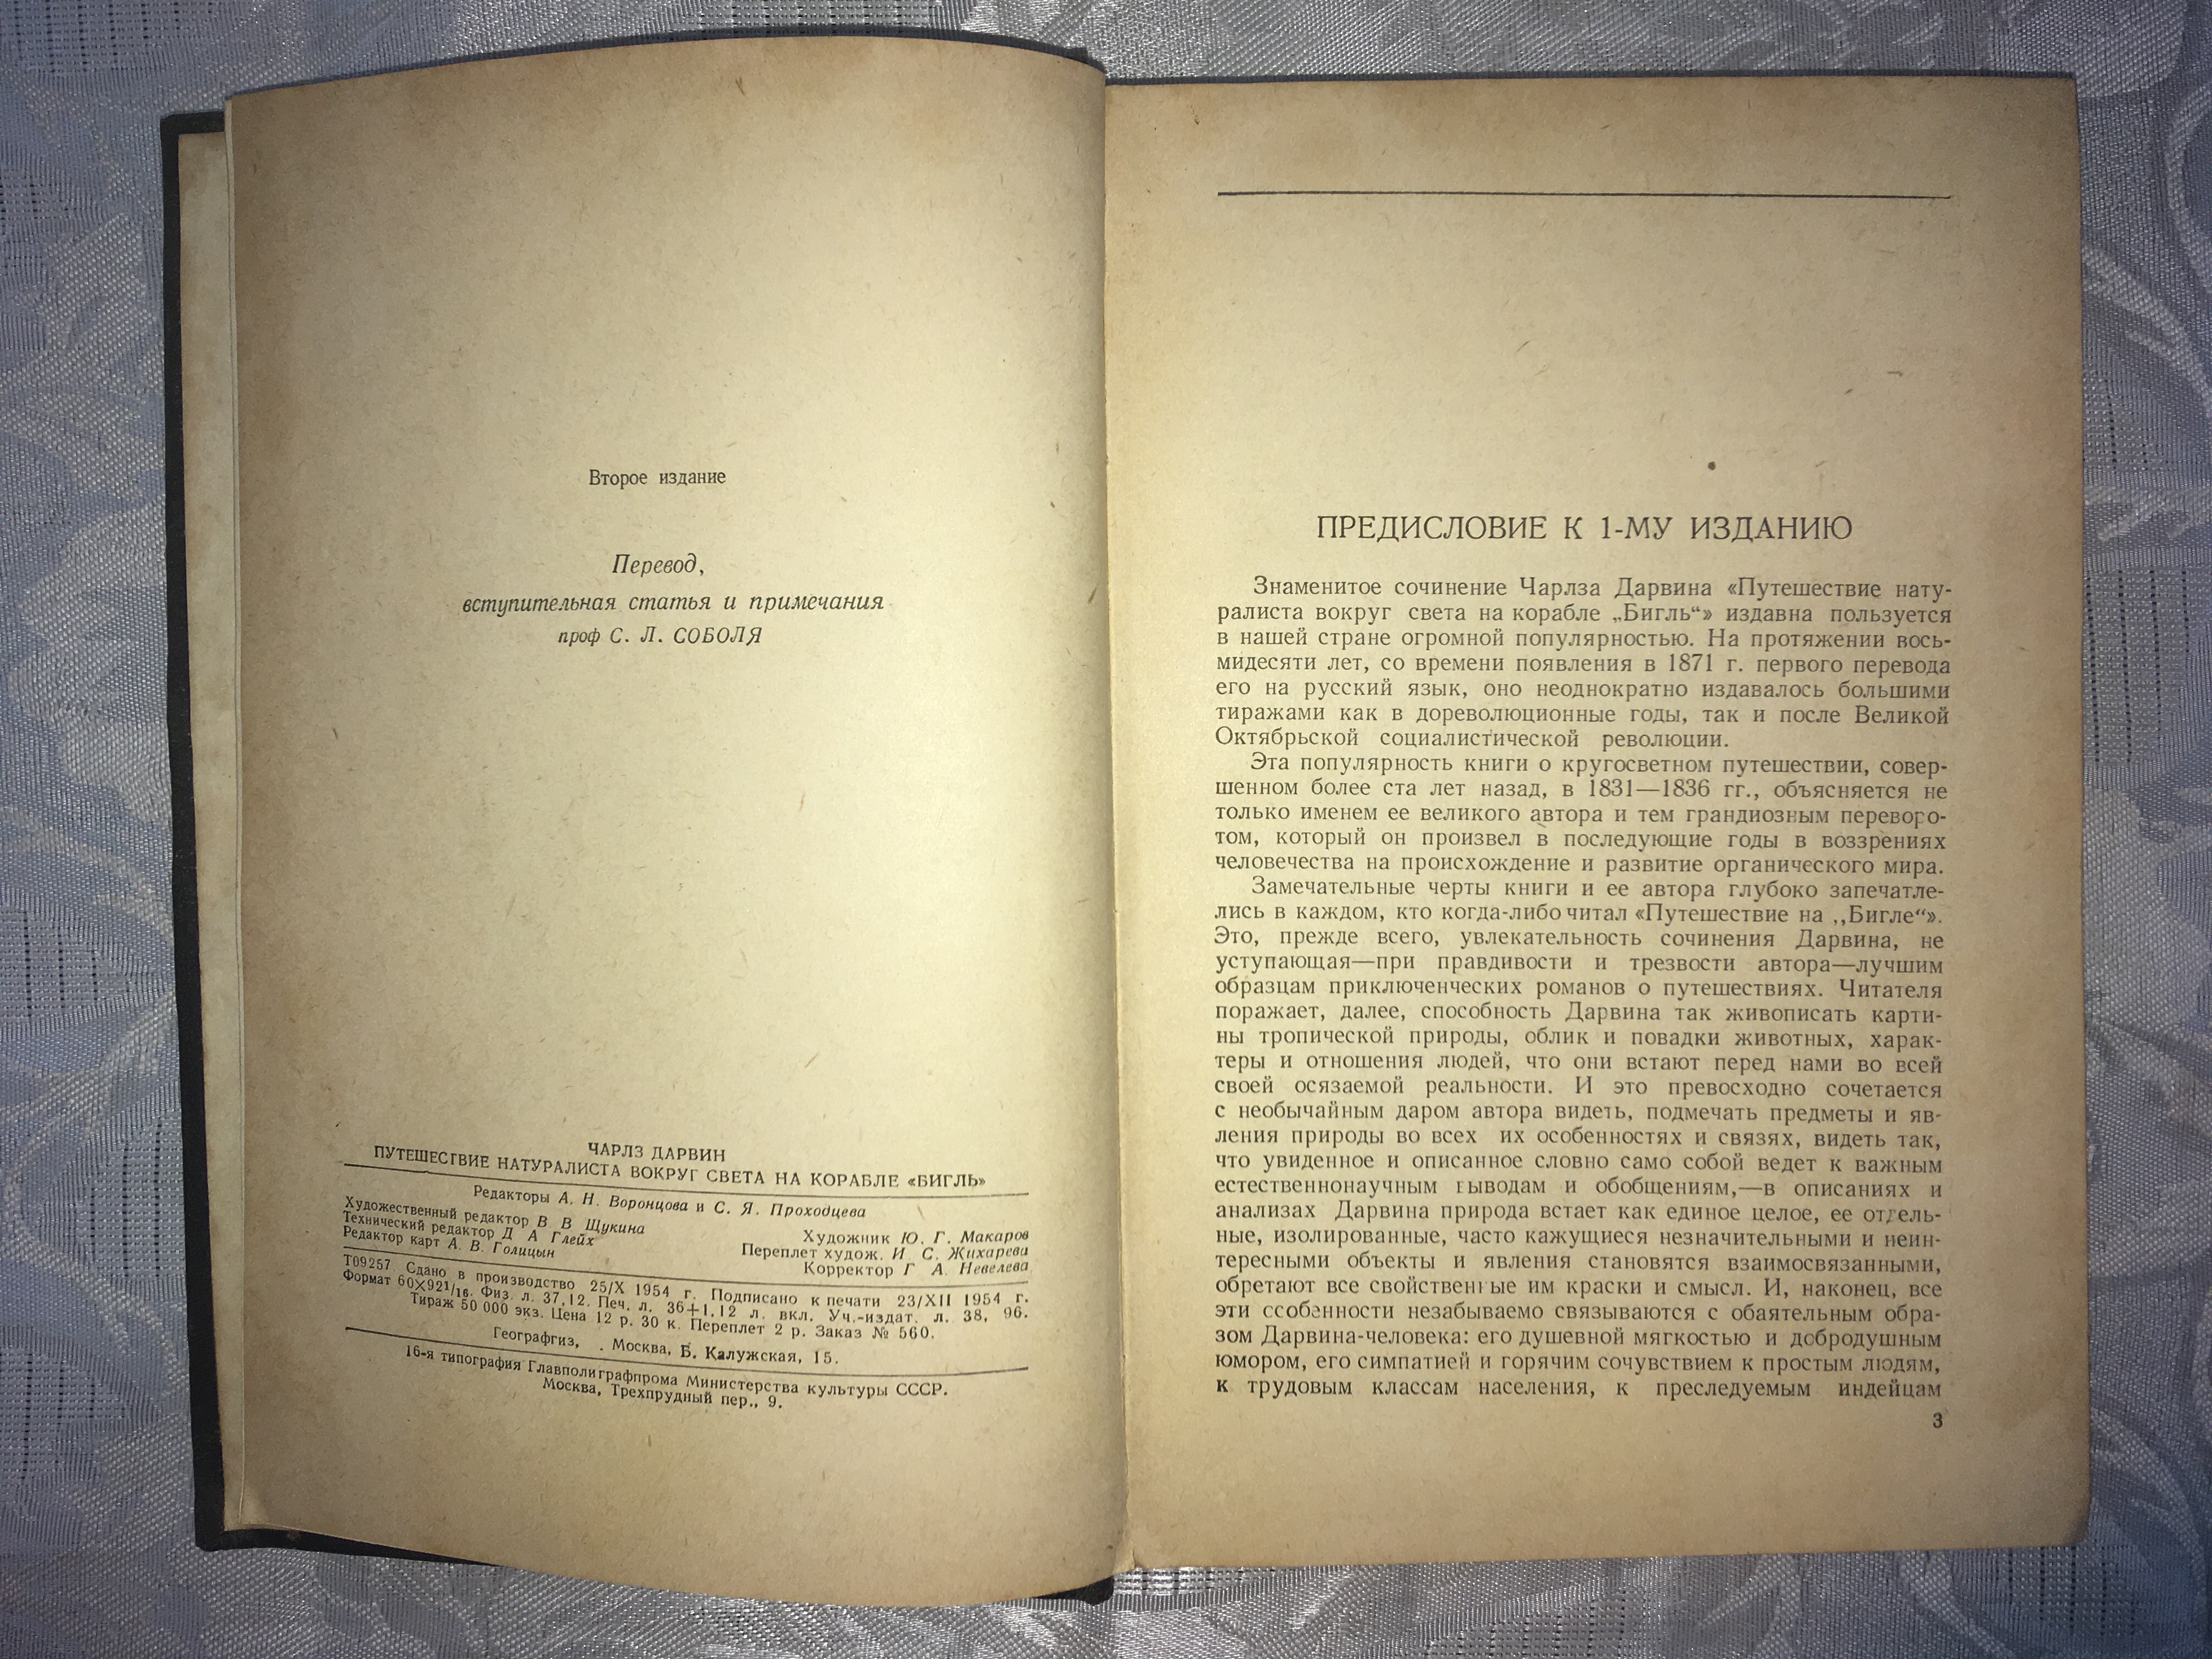 Второе издание
Перевод,
вступительная статья и примечания
проф С. Л. СОБОЛЯ
ЧАРЛЗ ДАРВИН
ПУТЕШЕСТВИЕ НАТУРАЛИСТА ВОКРУГ СВЕТА НА КОРАБЛЕ «БИГЛЬ»
Редакторы А. Н. Воронцова и С. Я. Проходцева
Художественный редактор В В Щукина
Технический редактор Д А Глейх
Редактор карт А. В. Голицын
Художник Ю. Г. Макаров
Переплет худож. И. С. Жихарева
Корректор Г А. Невелева
Т09257 Сдано в производство 25/X 1954 г. Подписано к печати 23/XII 1954 г.
Формат 60×921/16. Физ. л. 37,12. Печ. л. 36+1,12 л. вкл. Уч.-издат. л. 38, 96.
Тираж 50 000 экз. Цена 12 р. 30 к. Переплет 2 р. Заказ № 560.
Географгиз, . Москва, Б. Калужская, 15.
16-я типография Главполиграфпрома Министерства культуры СССР.
Москва, Трехпрудный пер., 9.
ПРЕДИСЛОВИЕ К 1-МУ ИЗДАНИЮ
Знаменитое сочинение Чарлза Дарвина «Путешествие нату-
ралиста вокруг света на корабле „Бигль“» издавна пользуется
в нашей стране огромной популярностью. На протяжении вось-
мидесяти лет, со времени появления в 1871 г. первого перевода
его на русский язык, оно неоднократно издавалось большими
тиражами как в дореволюционные годы, так и после Великой
Октябрьской социалистической революции.
Эта популярность книги о кругосветном путешествии, совер-
шенном более ста лет назад, в 1831—1836 гг., объясняется не
только именем ее великого автора и тем грандиозным переворо-
том, который он произвел в последующие годы в воззрениях
человечества на происхождение и развитие органического мира.
Замечательные черты книги и ее автора глубоко запечатле-
лись в каждом, кто когда-либо читал «Путешествие на ,,Бигле“».
Это, прежде всего, увлекательность сочинения Дарвина, не
уступающая—при правдивости и трезвости автора—лучшим
образцам приключенческих романов о путешествиях. Читателя
поражает, далее, способность Дарвина так живописать карти-
ны тропической природы, облик и повадки животных, харак-
теры и отношения людей, что они встают перед нами во всей
своей осязаемой реальности. И это превосходно сочетается
с необычайным даром автора видеть, подмечать предметы и яв-
ления природы во всех их особенностях и связях, видеть так,
что увиденное и описанное словно само собой ведет к важным
естественнонаучным выводам и обобщениям,—в описаниях и
анализах Дарвина природа встает как единое целое, ее отдель-
ные, изолированные, часто кажущиеся незначительными и неин-
тересными объекты и явления становятся взаимосвязанными,
обретают все свойственные им краски и смысл. И, наконец, все
эти особенности незабываемо связываются с обаятельным обра-
зом Дарвина-человека: его душевной мягкостью и добродушным
юмором, его симпатией и горячим сочувствием к простым людям,
к трудовым классам населения, к преследуемым индейцам
3